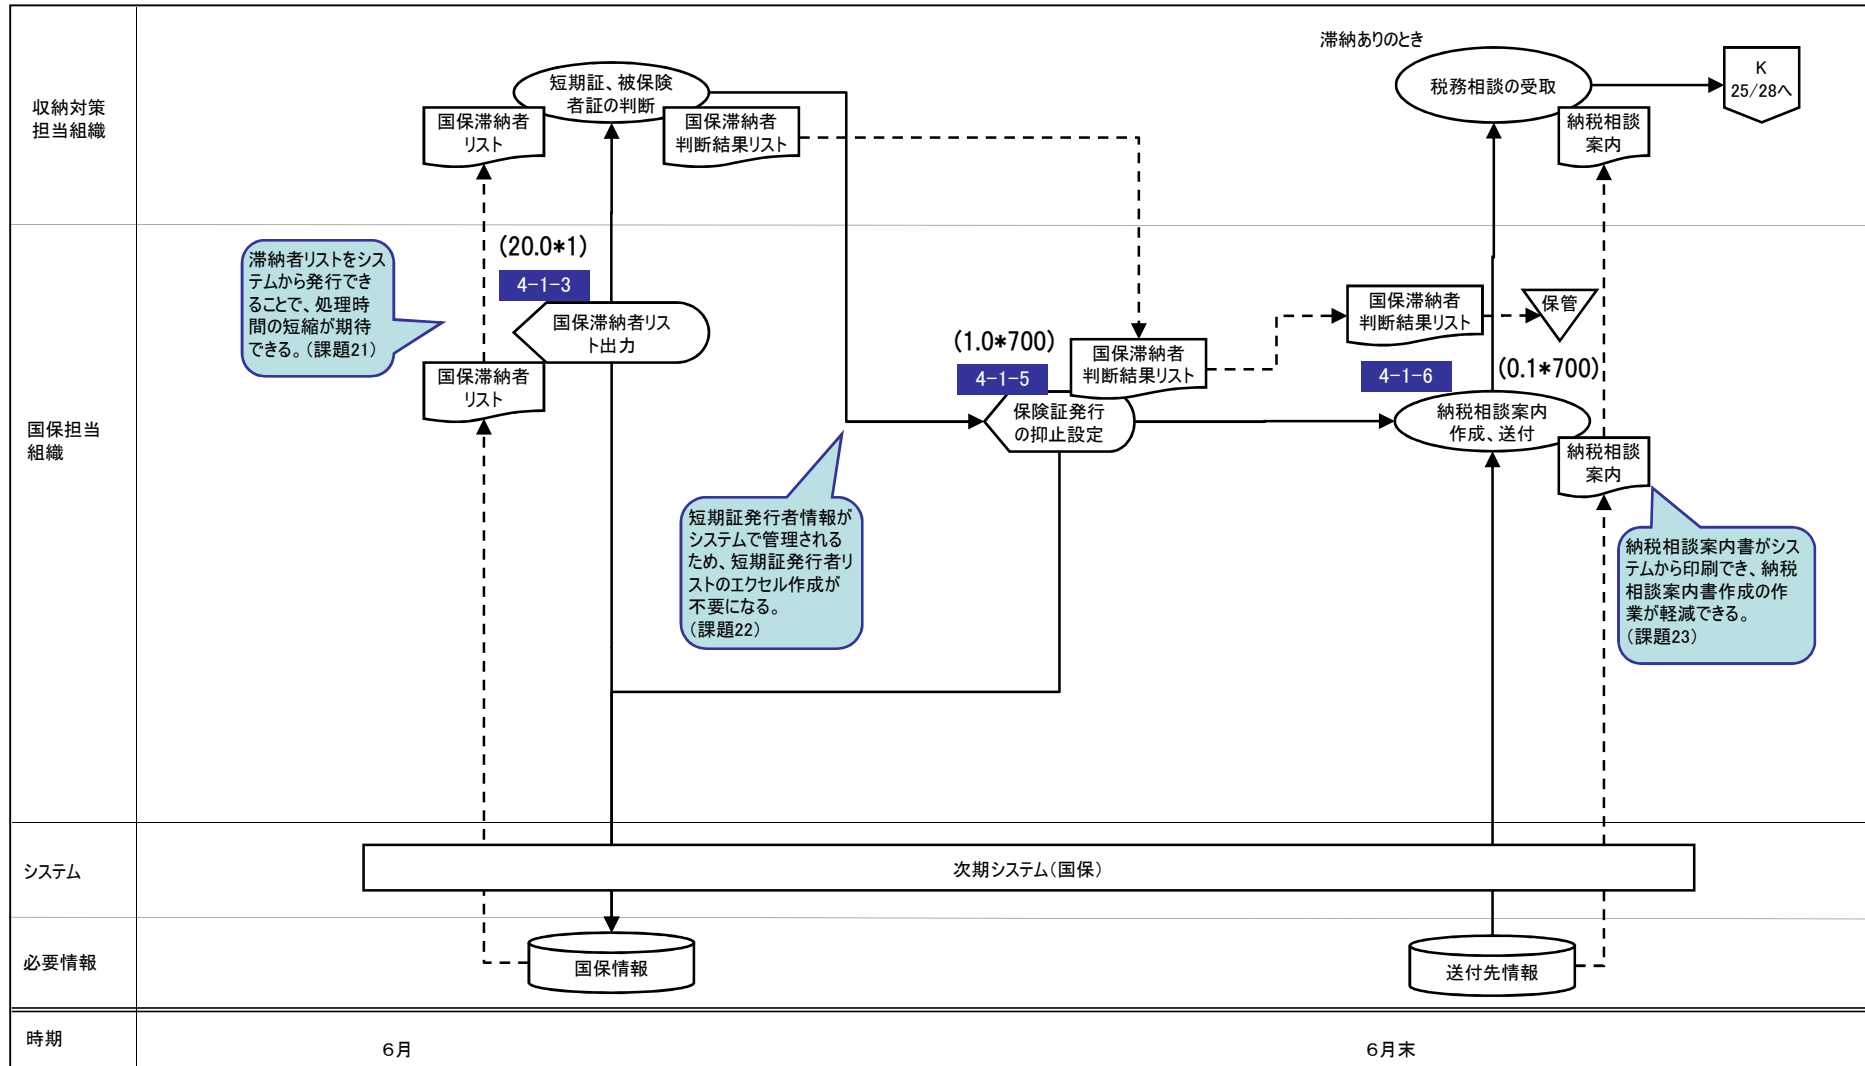 収納対策
担当組織
短期証、被保険
者証の判断
国保滞納者
リスト
国保滞納者
判断結果リスト
滞納ありのとき
税務相談の受取
納税相談
案内
K
25/28へ
国保担当
組織
滞納者リストをシス
テムから発行でき
ることで、処理時
間の短縮が期待
できる。(課題21)
(20.0*1)
4-1-3
国保滞納者リス
ト出力
国保滞納者
リスト
(1.0*700)
4-1-5
国保滞納者
判断結果リスト
保険証発行
の抑止設定
国保滞納者
判断結果リスト
保管
4-1-6
(0.1*700)
納税相談案内
作成、送付
納税相談
案内
短期証発行者情報が
システムで管理される
ため、短期証発行者リ
ストのエクセル作成が
不要になる。
(課題22)
納税相談案内書がシス
テムから印刷でき、納税
相談案内書作成の作
業が軽減できる。
(課題23)
システム
次期システム(国保)
必要情報
国保情報
送付先情報
時期
6月
6月末